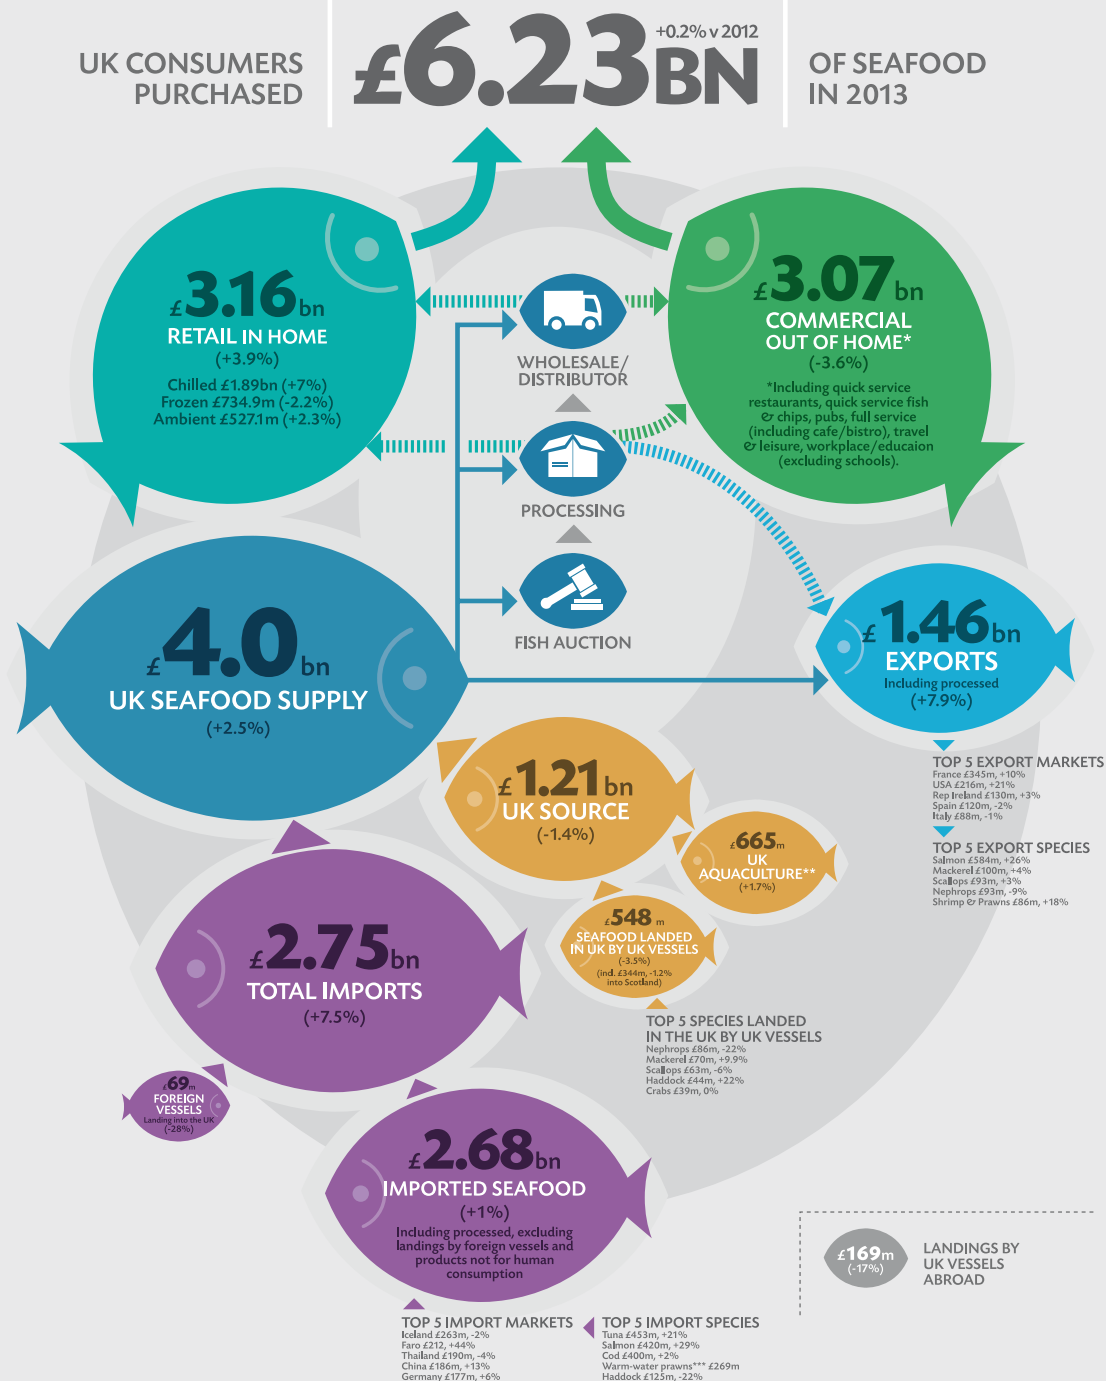 UK CONSUMERS
PURCHASED
£6.23BN
+0.2% v 2012
OF SEAFOOD
IN 2013
£3.16bn
RETAIL IN HOME
(+3.9%)
Chilled £1.89bn (+7%)
Frozen £734.9m (-2.2%)
Ambient £527.1m (+2.3%)
WHOLESALE/
DISTRIBUTOR
PROCESSING
FISH AUCTION
£3.07bn
COMMERCIAL
OUT OF HOME*
(-3.6%)
*Including quick service
restaurants, quick service fish
& chips, pubs, full service
(including cafe/bistro), travel
& leisure, workplace/educaion
(excluding schools).
£4.0bn
UK SEAFOOD SUPPLY
(+2.5%)
£1.46bn
EXPORTS
Including processed
(+7.9%)
TOP 5 EXPORT MARKETS
France £345m, +10%
USA £216m, +21%
Rep Ireland £130m, +3%
Spain £120m, -2%
Italy £88m, -1%
TOP 5 EXPORT SPECIES
Salmon £584m, +26%
Mackerel £100m, +4%
Scallops £93m, +3%
Nephrops £93m, -9%
Shrimp & Prawns £86m, +18%
£1.21bn
UK SOURCE
(-1.4%)
£665m
UK
AQUACULTURE**
(+1.7%)
£548 m
SEAFOOD LANDED
IN UK BY UK VESSELS
(-3.5%)
(incl. £344m, -1.2%
into Scotland)
TOP 5 SPECIES LANDED
IN THE UK BY UK VESSELS
Nephrops £86m, -22%
Mackerel £70m, +9.9%
Scallops £63m, -6%
Haddock £44m, +22%
Crabs £39m, 0%
£2.75bn
TOTAL IMPORTS
(+7.5%)
£69m
FOREIGN
VESSELS
Landing into the UK
(-28%)
£2.68bn
IMPORTED SEAFOOD
(+1%)
Including processed, excluding
landings by foreign vessels and
products not for human
consumption
TOP 5 IMPORT MARKETS
Iceland £263m, -2%
Faro £212, +44%
Thailand £190m, -4%
China £186m, +13%
Germany £177m, +6%
TOP 5 IMPORT SPECIES
Tuna £453m, +21%
Salmon £420m, +29%
Cod £400m, +2%
Warm-water prawns*** £269m
Haddock £125m, -22%
£169m
(-17%)
LANDINGS BY
UK VESSELS
ABROAD